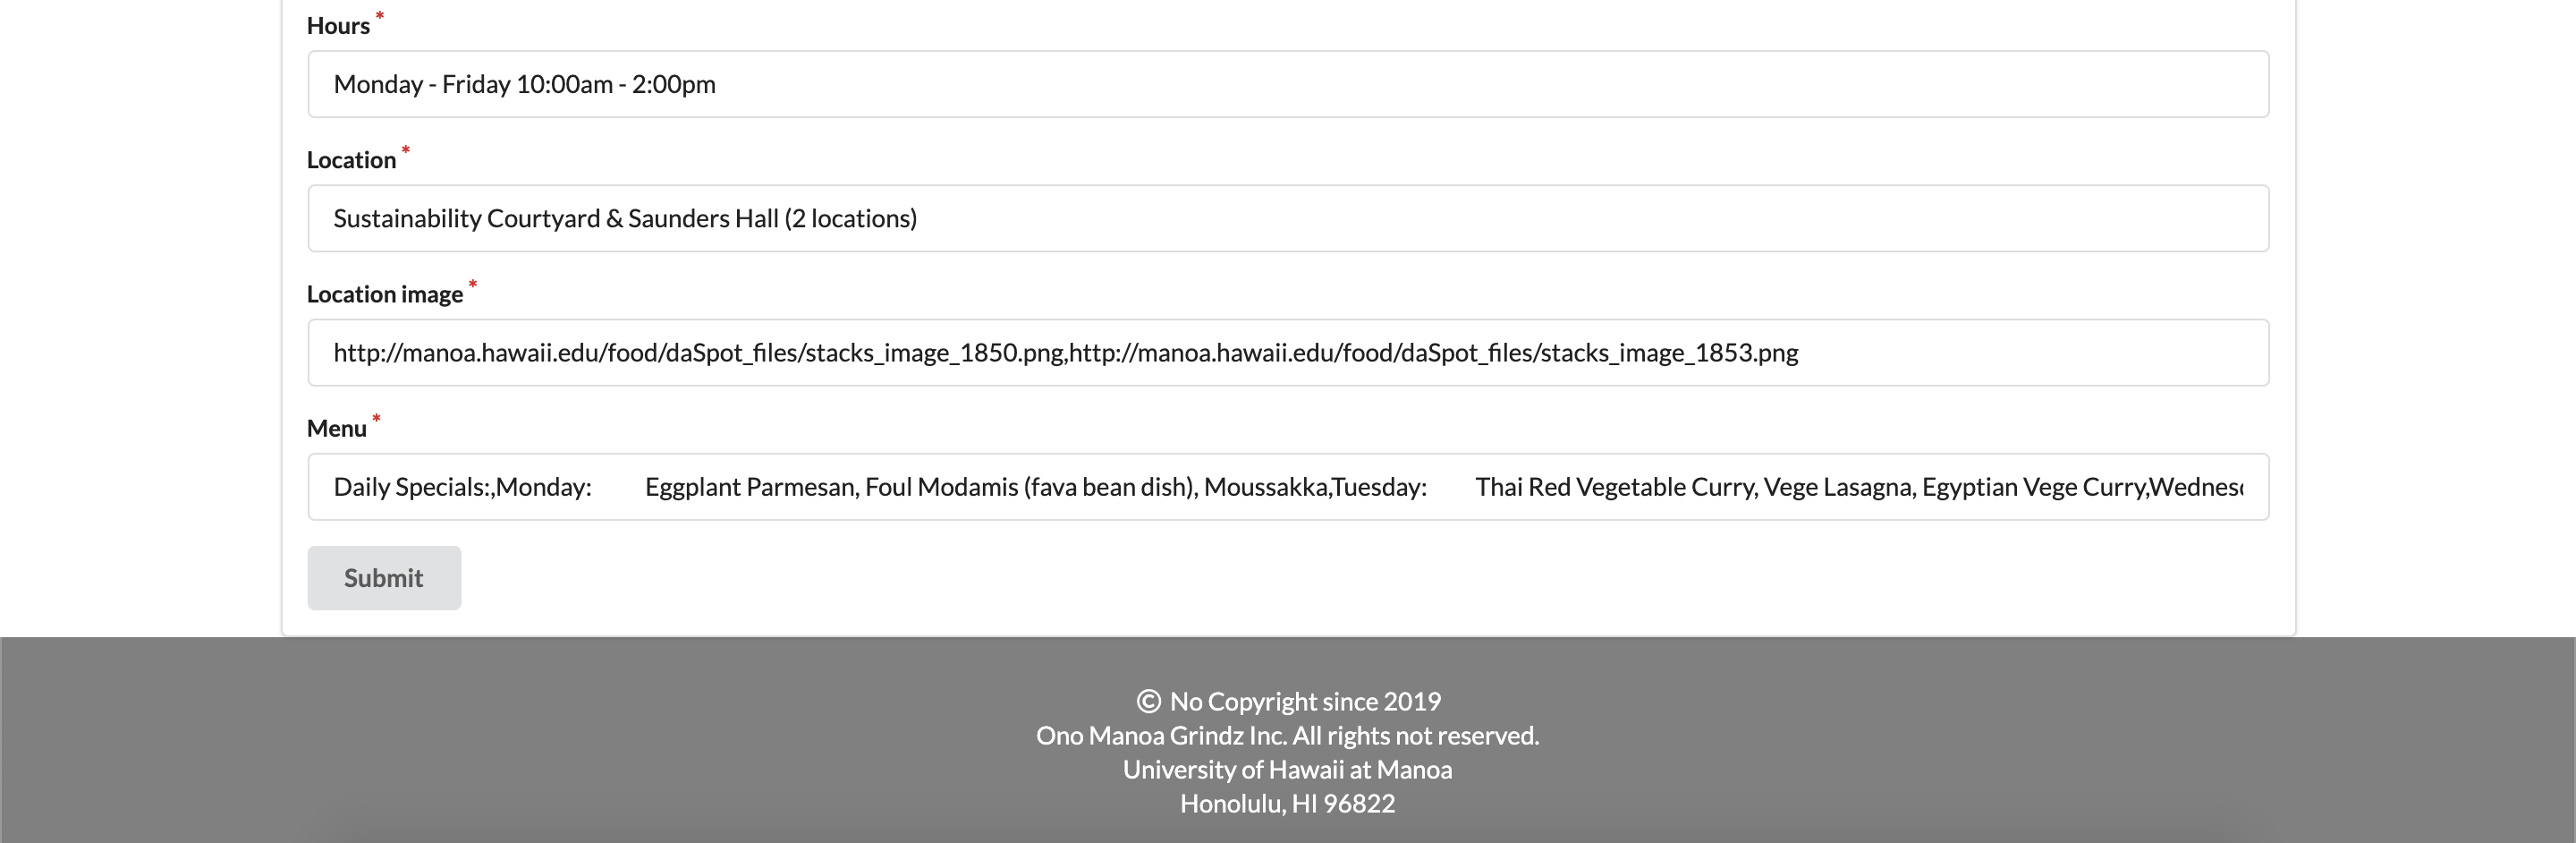 Hours *
Monday - Friday 10:00am - 2:00pm
Location *
Sustainability Courtyard & Saunders Hall (2 locations)
Location image *
http://manoa.hawaii.edu/food/daSpot_files/stacks_image_1850.png,http://manoa.hawaii.edu/food/daSpot_files/stacks_image_1853.png
Menu *
Daily Specials:,Monday: Eggplant Parmesan, Foul Modamis (fava bean dish), Moussakka,Tuesday: Thai Red Vegetable Curry, Vege Lasagna, Egyptian Vege Curry,Wednes
Submit
© No Copyright since 2019
Ono Manoa Grindz Inc. All rights not reserved.
University of Hawaii at Manoa
Honolulu, HI 96822